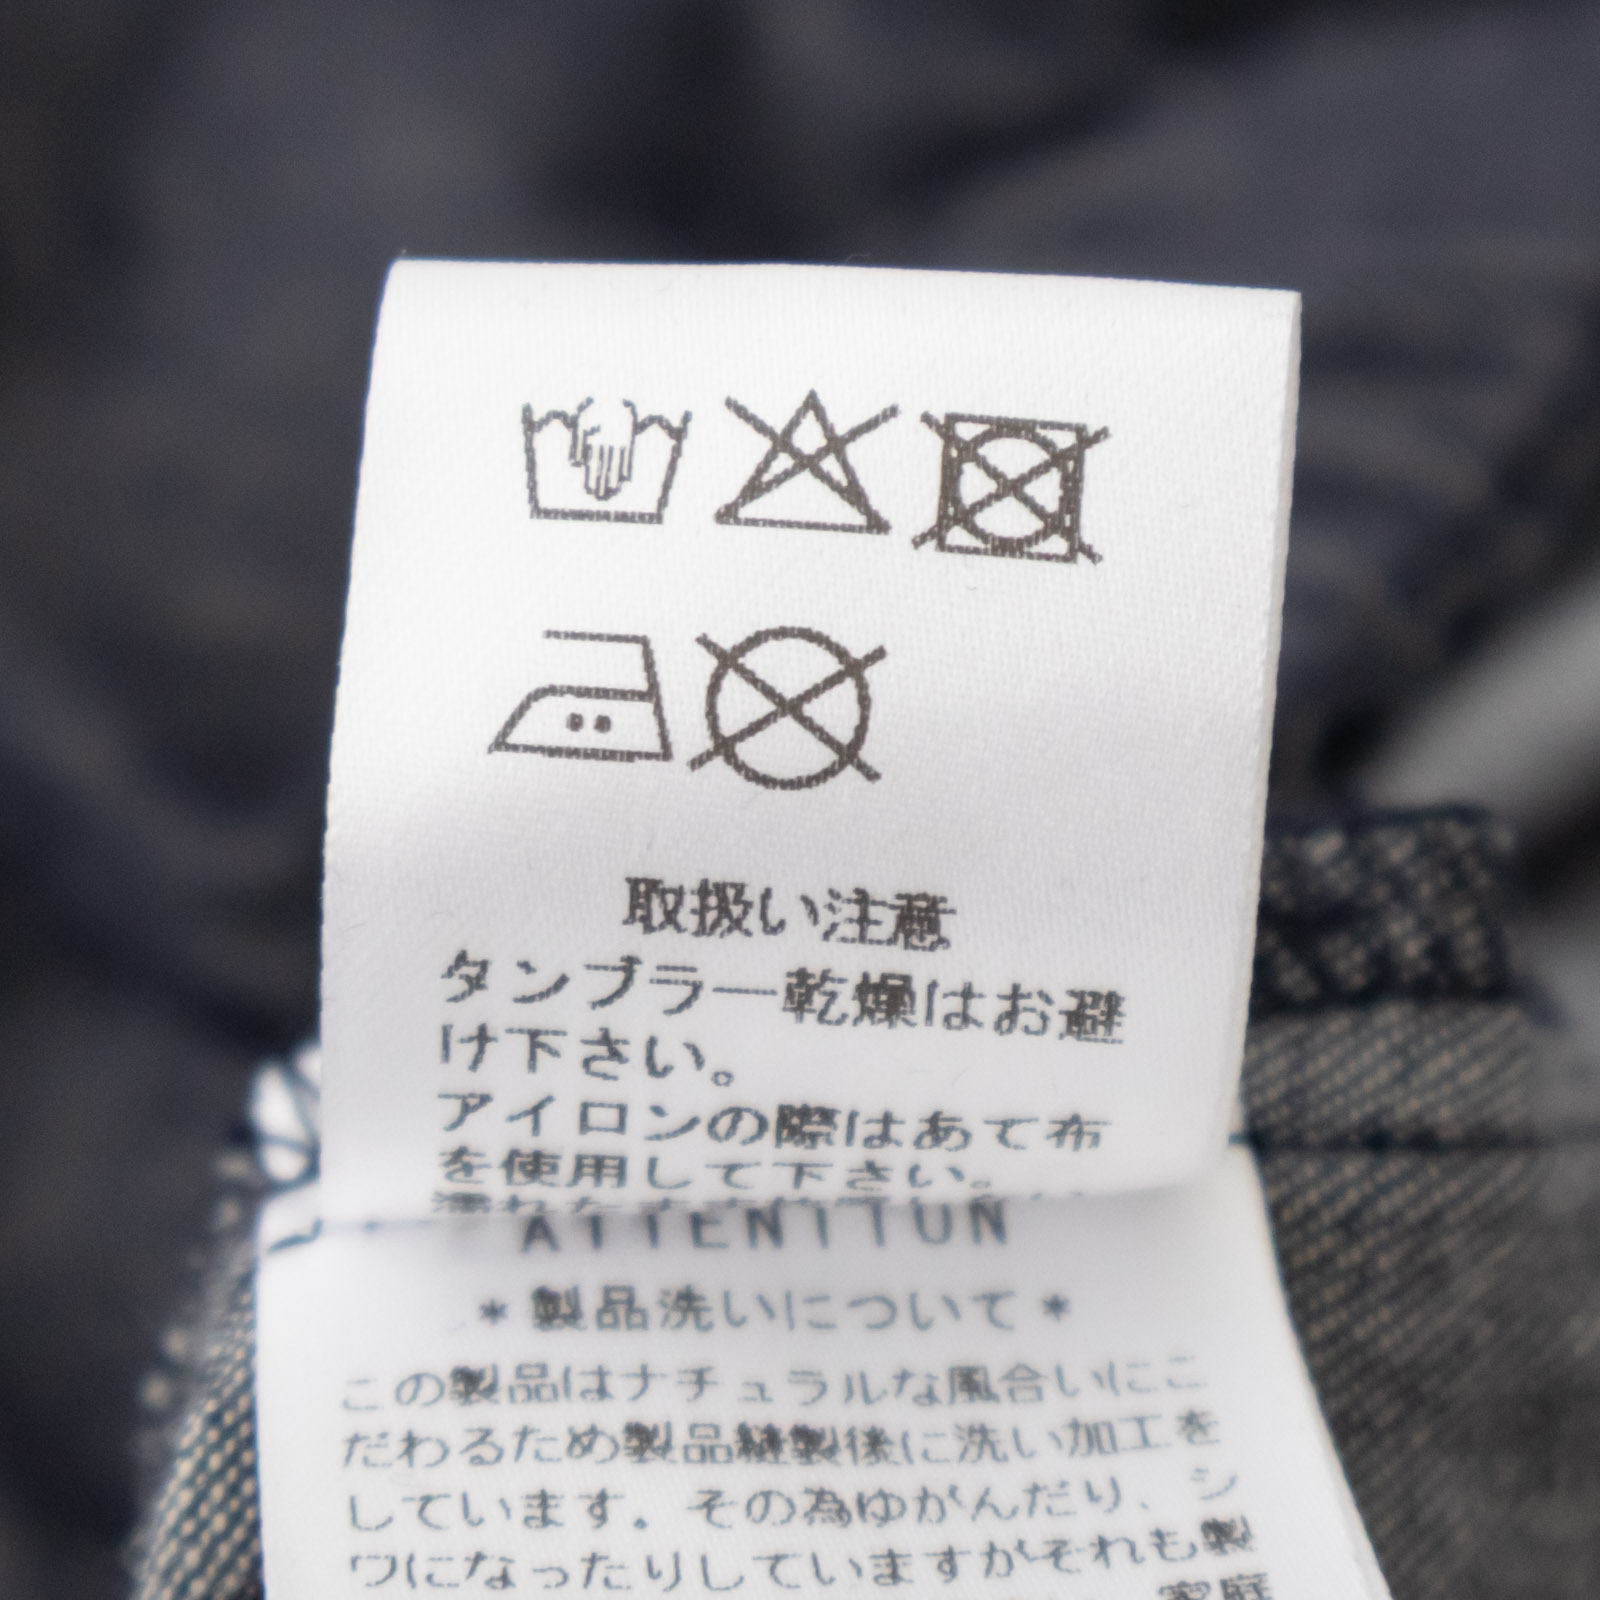 取扱い注意
タンブラー乾燥はお避
け下さい。
アイロンの際はあて布
を使用して下さい。
濡れた
ATTENTION
＊製品洗いについて＊
この製品はナチュラルな風合いにこ
だわるため製品縫製後に洗い加工を
しています。その為ゆがんだり、シ
ワになったりしていますがそれも製
家庭